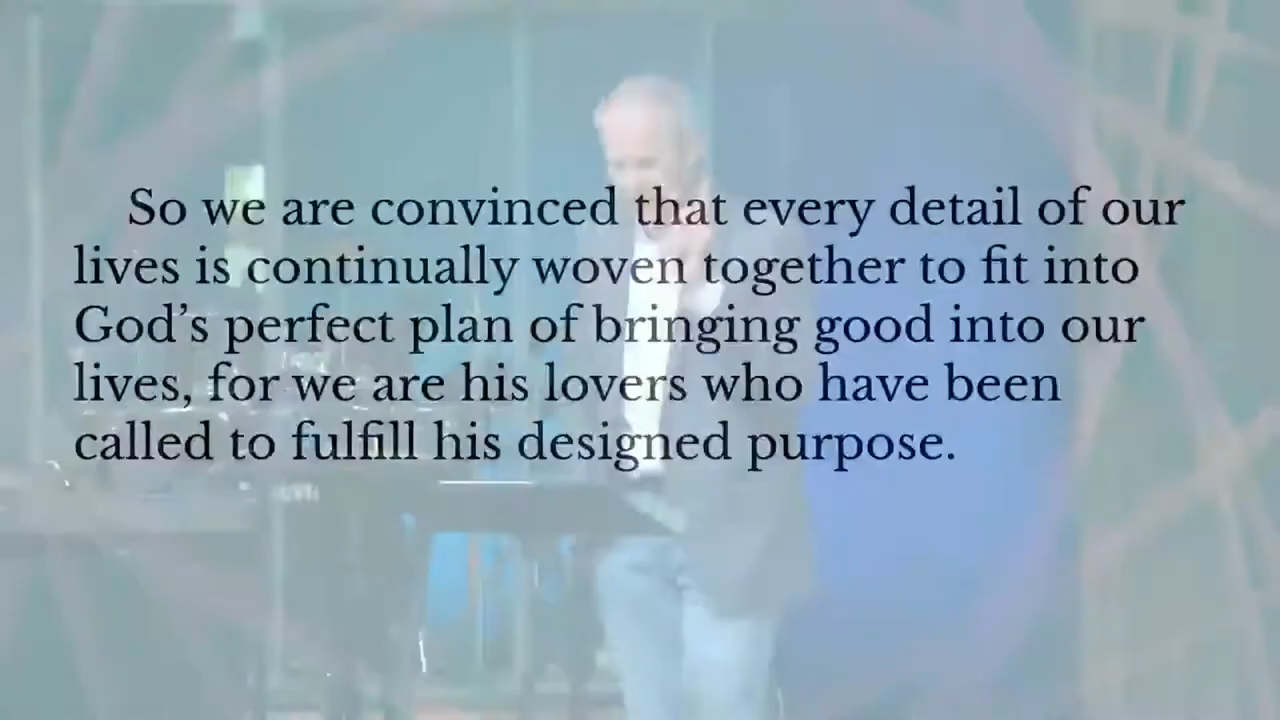 So we are convinced that every detail of our
lives is continually woven together to fit into
God’s perfect plan of bringing good into our
lives, for we are his lovers who have been
called to fulfill his designed purpose.